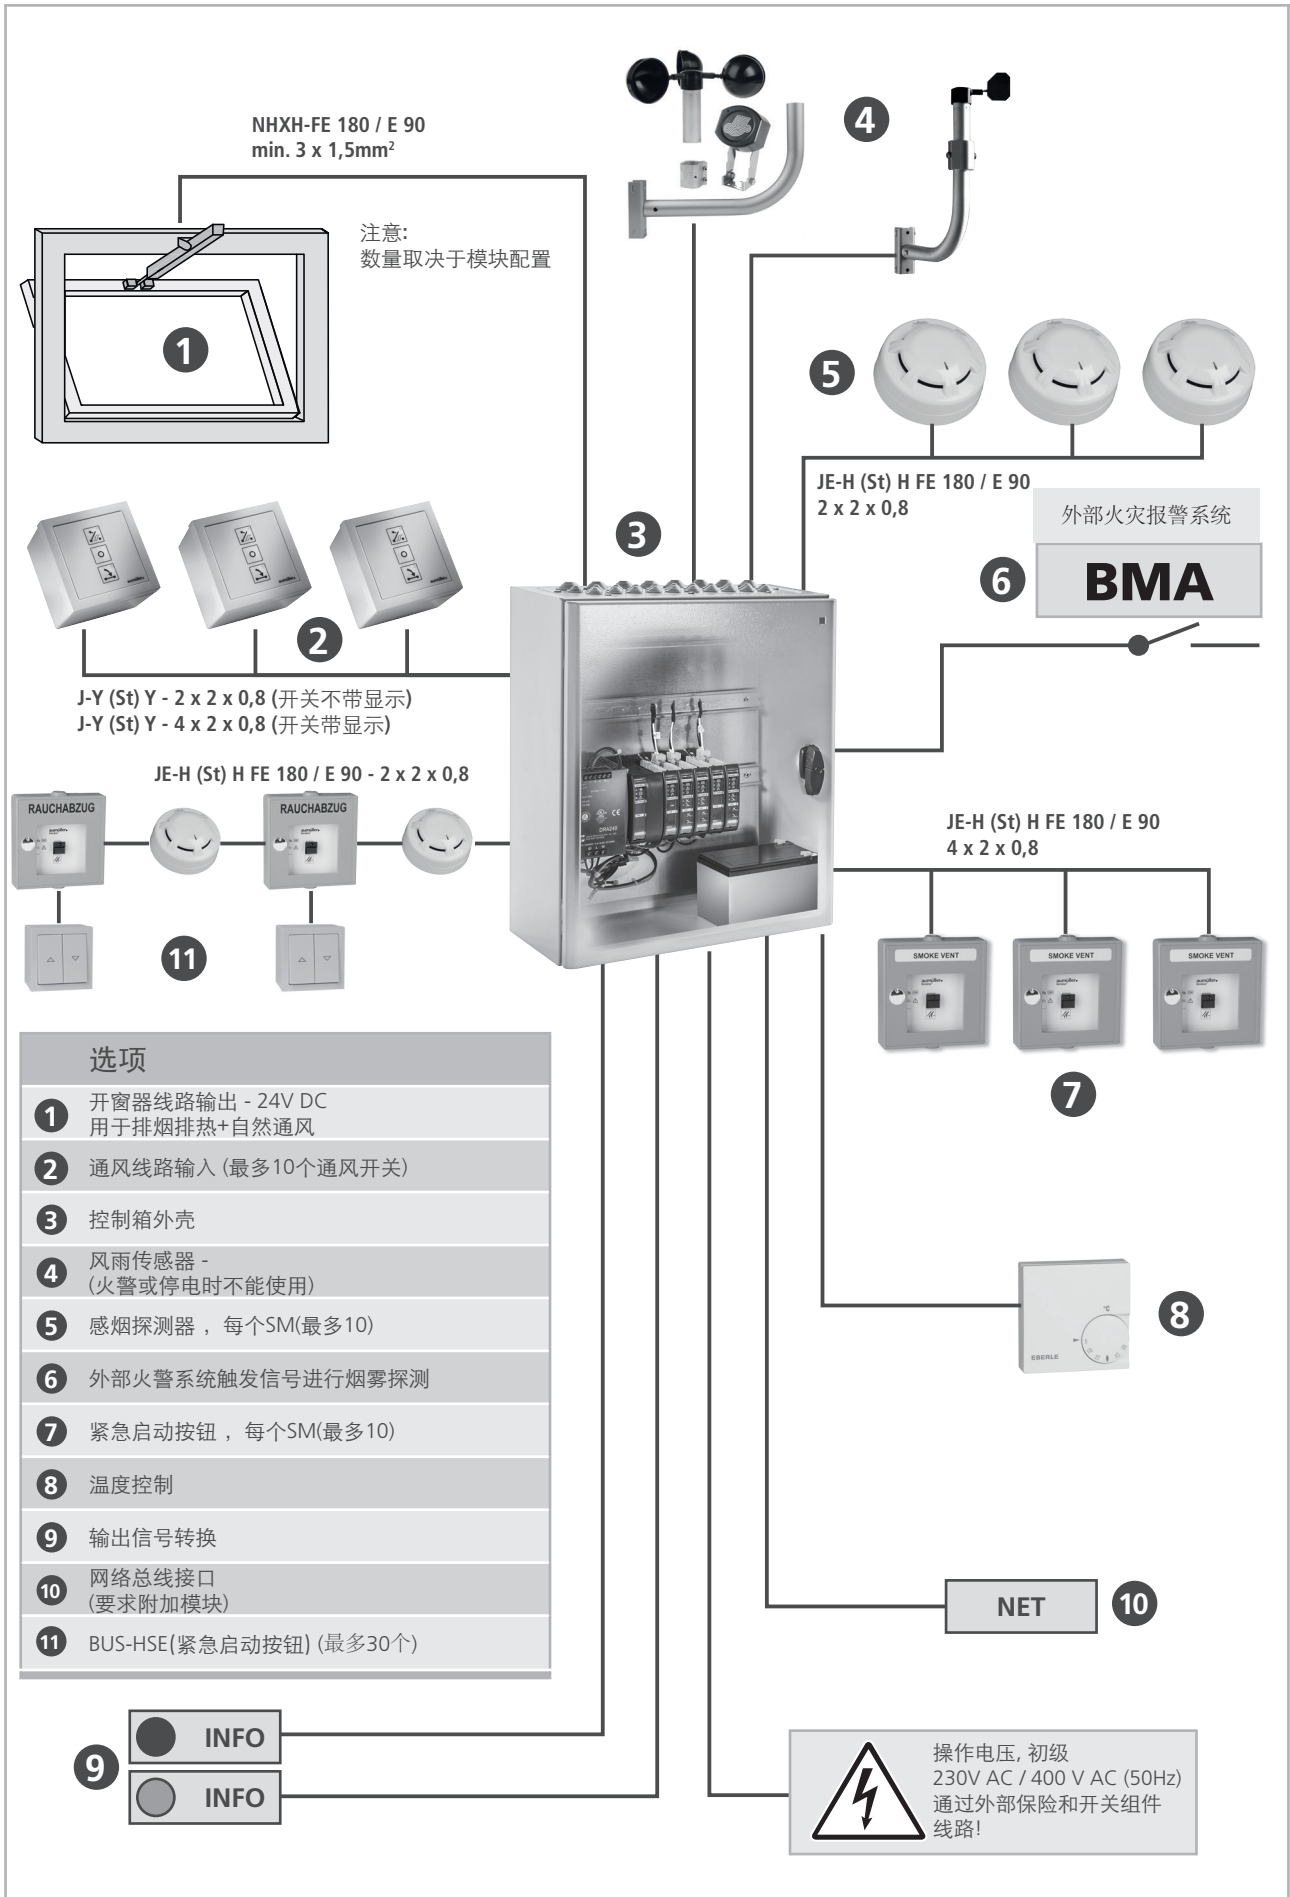 NHXH-FE 180 / E 90
min. 3 x 1,5mm²
注意:
数量取决于模块配置
4
1
5
JE-H (St) H FE 180 / E 90
2 x 2 x 0,8
外部火灾报警系统
3
6
BMA
2
J-Y (St) Y - 2 x 2 x 0,8 (开关不带显示)
J-Y (St) Y - 4 x 2 x 0,8 (开关带显示)
JE-H (St) H FE 180 / E 90 - 2 x 2 x 0,8
RAUCHABZUG
RAUCHABZUG
DRA240
JE-H (St) H FE 180 / E 90
4 x 2 x 0,8
11
SMOKE VENT
SMOKE VENT
SMOKE VENT
7
选项
1 开窗器线路输出 - 24V DC
用于排烟排热+自然通风
2 通风线路输入 (最多10个通风开关)
3 控制箱外壳
4 风雨传感器 -
(火警或停电时不能使用)
5 感烟探测器 ，每个SM(最多10)
6 外部火警系统触发信号进行烟雾探测
7 紧急启动按钮 ，每个SM(最多10)
8 温度控制
9 输出信号转换
10 网络总线接口
(要求附加模块)
11 BUS-HSE(紧急启动按钮) (最多30个)
°C
EBERLE
8
NET
10
9
INFO
INFO
操作电压, 初级
230V AC / 400 V AC (50Hz)
通过外部保险和开关组件
线路!